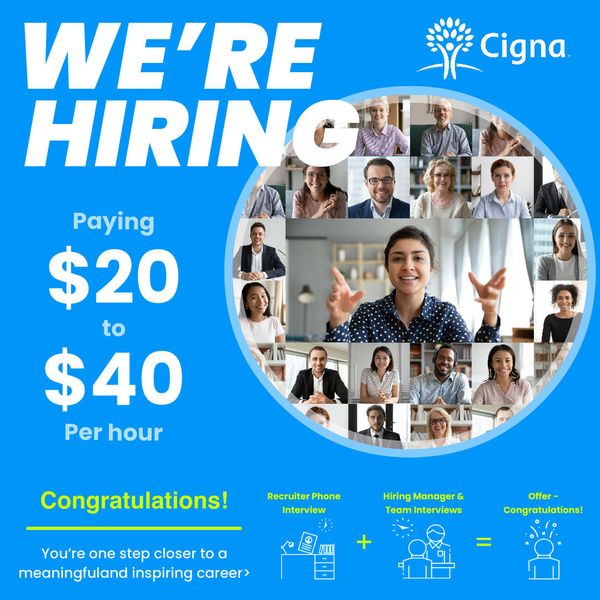 WE'RE
HIRING
Cigna
Paying
$20
to
$40
Per hour
Congratulations!
You're one step closer to a
meaningfuland inspiring career>
Recruiter Phone
Interview
+
Hiring Manager &
Team Interviews
=
Offer -
Congratulations!